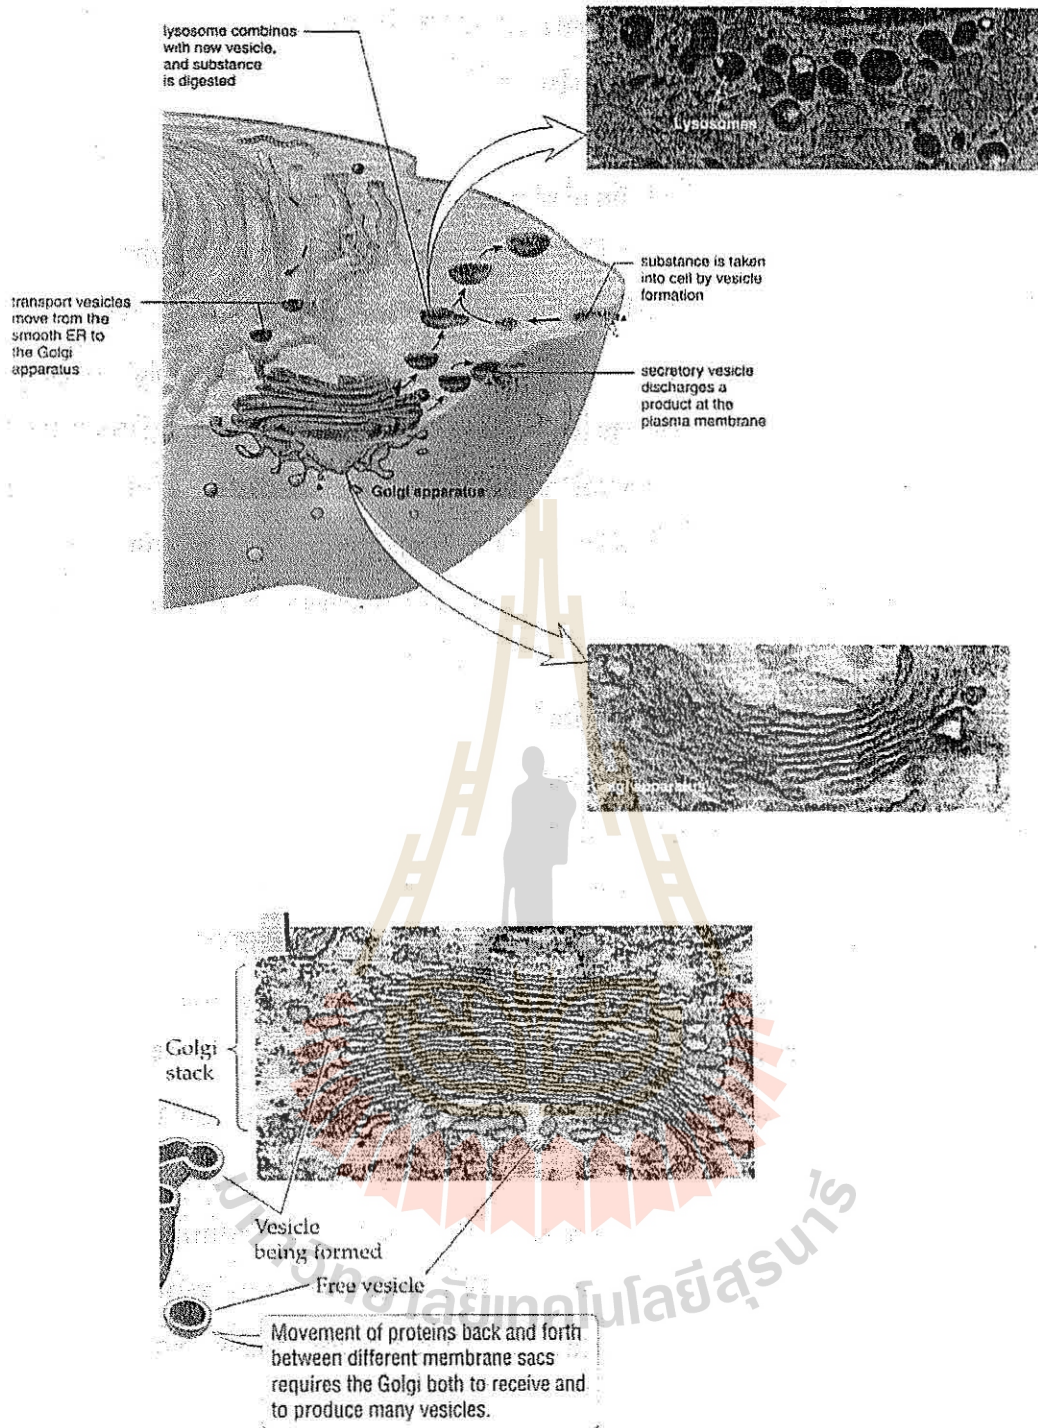 lysosome combines
with new vesicle,
and substance
is digested
Lysosomes
substance is taken
into cell by vesicle
formation
transport vesicles
move from the
smooth ER to
the Golgi
apparatus
secretory vesicle
discharges a
product at the
plasma membrane
Golgi apparatus
apparatus
Golgi
stack
Vesicle
being formed
Free vesicle
Movement of proteins back and forth
between different membrane sacs
requires the Golgi both to receive and
to produce many vesicles.